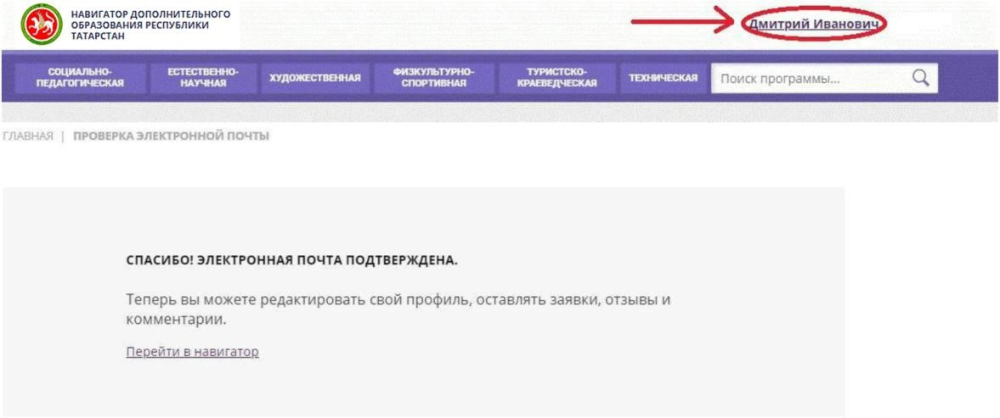 НАВИГАТОР ДОПОЛНИТЕЛЬНОГО
ОБРАЗОВАНИЯ РЕСПУБЛИКИ
ТАТАРСТАН
Дмитрий Иванович
СОЦИАЛЬНО-
ПЕДАГОГИЧЕСКАЯ
ЕСТЕСТВЕННО-
НАУЧНАЯ
ХУДОЖЕСТВЕННАЯ
ФИЗКУЛЬТУРНО-
СПОРТИВНАЯ
ТУРИСТСКО-
КРАЕВЕДЧЕСКАЯ
ТЕХНИЧЕСКАЯ
Поиск программы...
ГЛАВНАЯ | ПРОВЕРКА ЭЛЕКТРОННОЙ ПОЧТЫ
СПАСИБО! ЭЛЕКТРОННАЯ ПОЧТА ПОДТВЕРЖДЕНА.
Теперь вы можете редактировать свой профиль, оставлять заявки, отзывы и
комментарии.
Перейти в навигатор